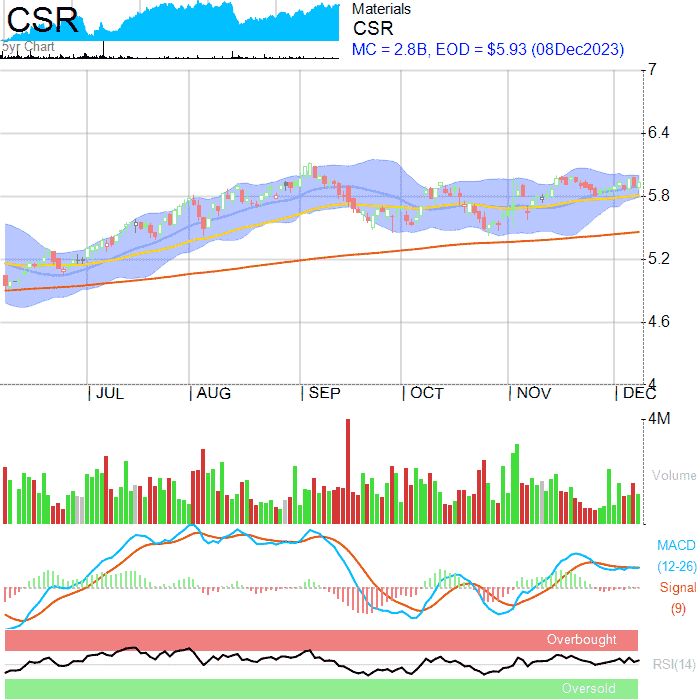 CSR
5yr Chart
Materials
CSR
MC = 2.8B, EOD = $5.93 (08Dec2023)
7
6.4
5.8
5.2
4.6
4
JUL AUG SEP OCT NOV DEC
4M
Volume
MACD
(12-26)
Signal
(9)
Overbought
RSI(14)
Oversold